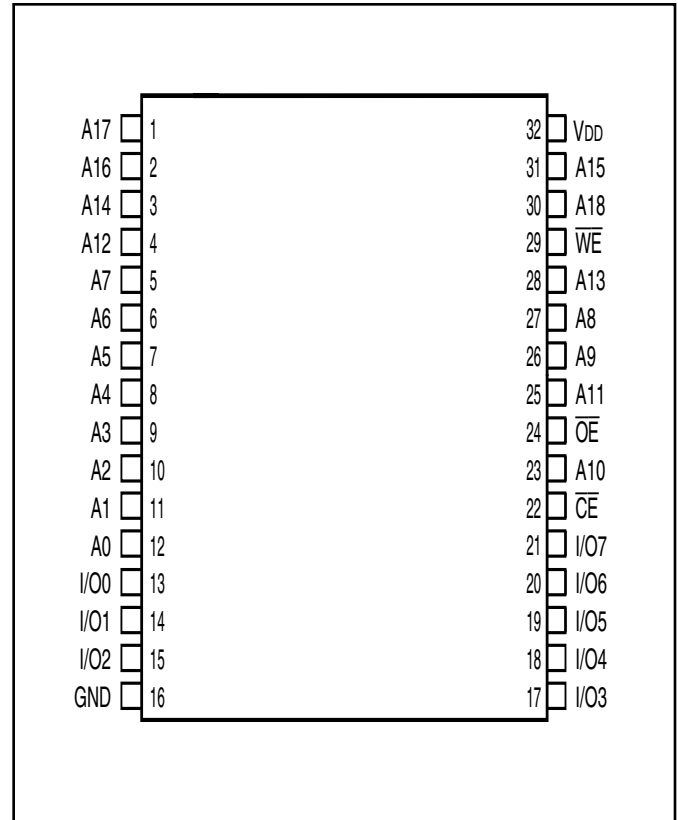 A17 1 32 VDD
A16 2 31 A15
A14 3 30 A18
A12 4 29 W̅E̅
A7 5 28 A13
A6 6 27 A8
A5 7 26 A9
A4 8 25 A11
A3 9 24 O̅E̅
A2 10 23 A10
A1 11 22 C̅E̅
A0 12 21 I/O7
I/O0 13 20 I/O6
I/O1 14 19 I/O5
I/O2 15 18 I/O4
GND 16 17 I/O3